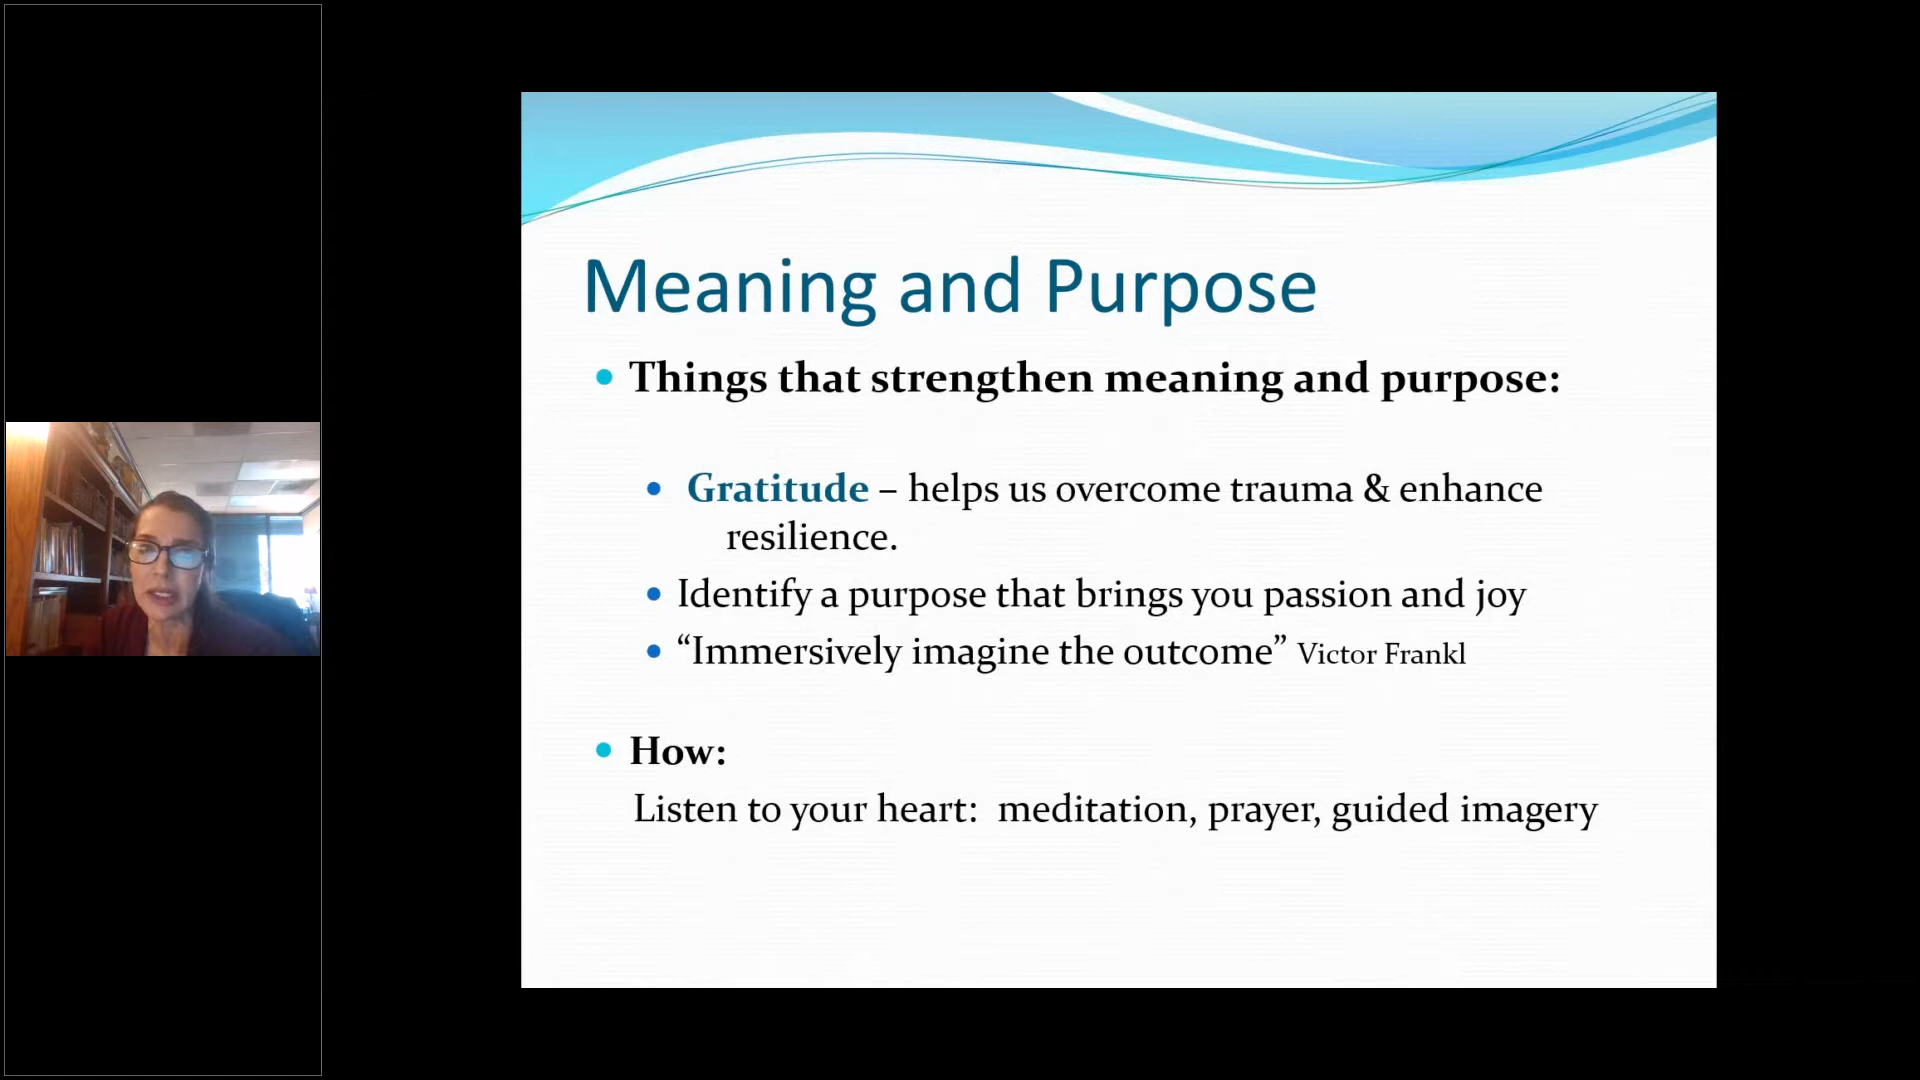 Meaning and Purpose
• Things that strengthen meaning and purpose:
• Gratitude – helps us overcome trauma & enhance
resilience.
• Identify a purpose that brings you passion and joy
• “Immersively imagine the outcome” Victor Frankl
• How:
Listen to your heart:  meditation, prayer, guided imagery